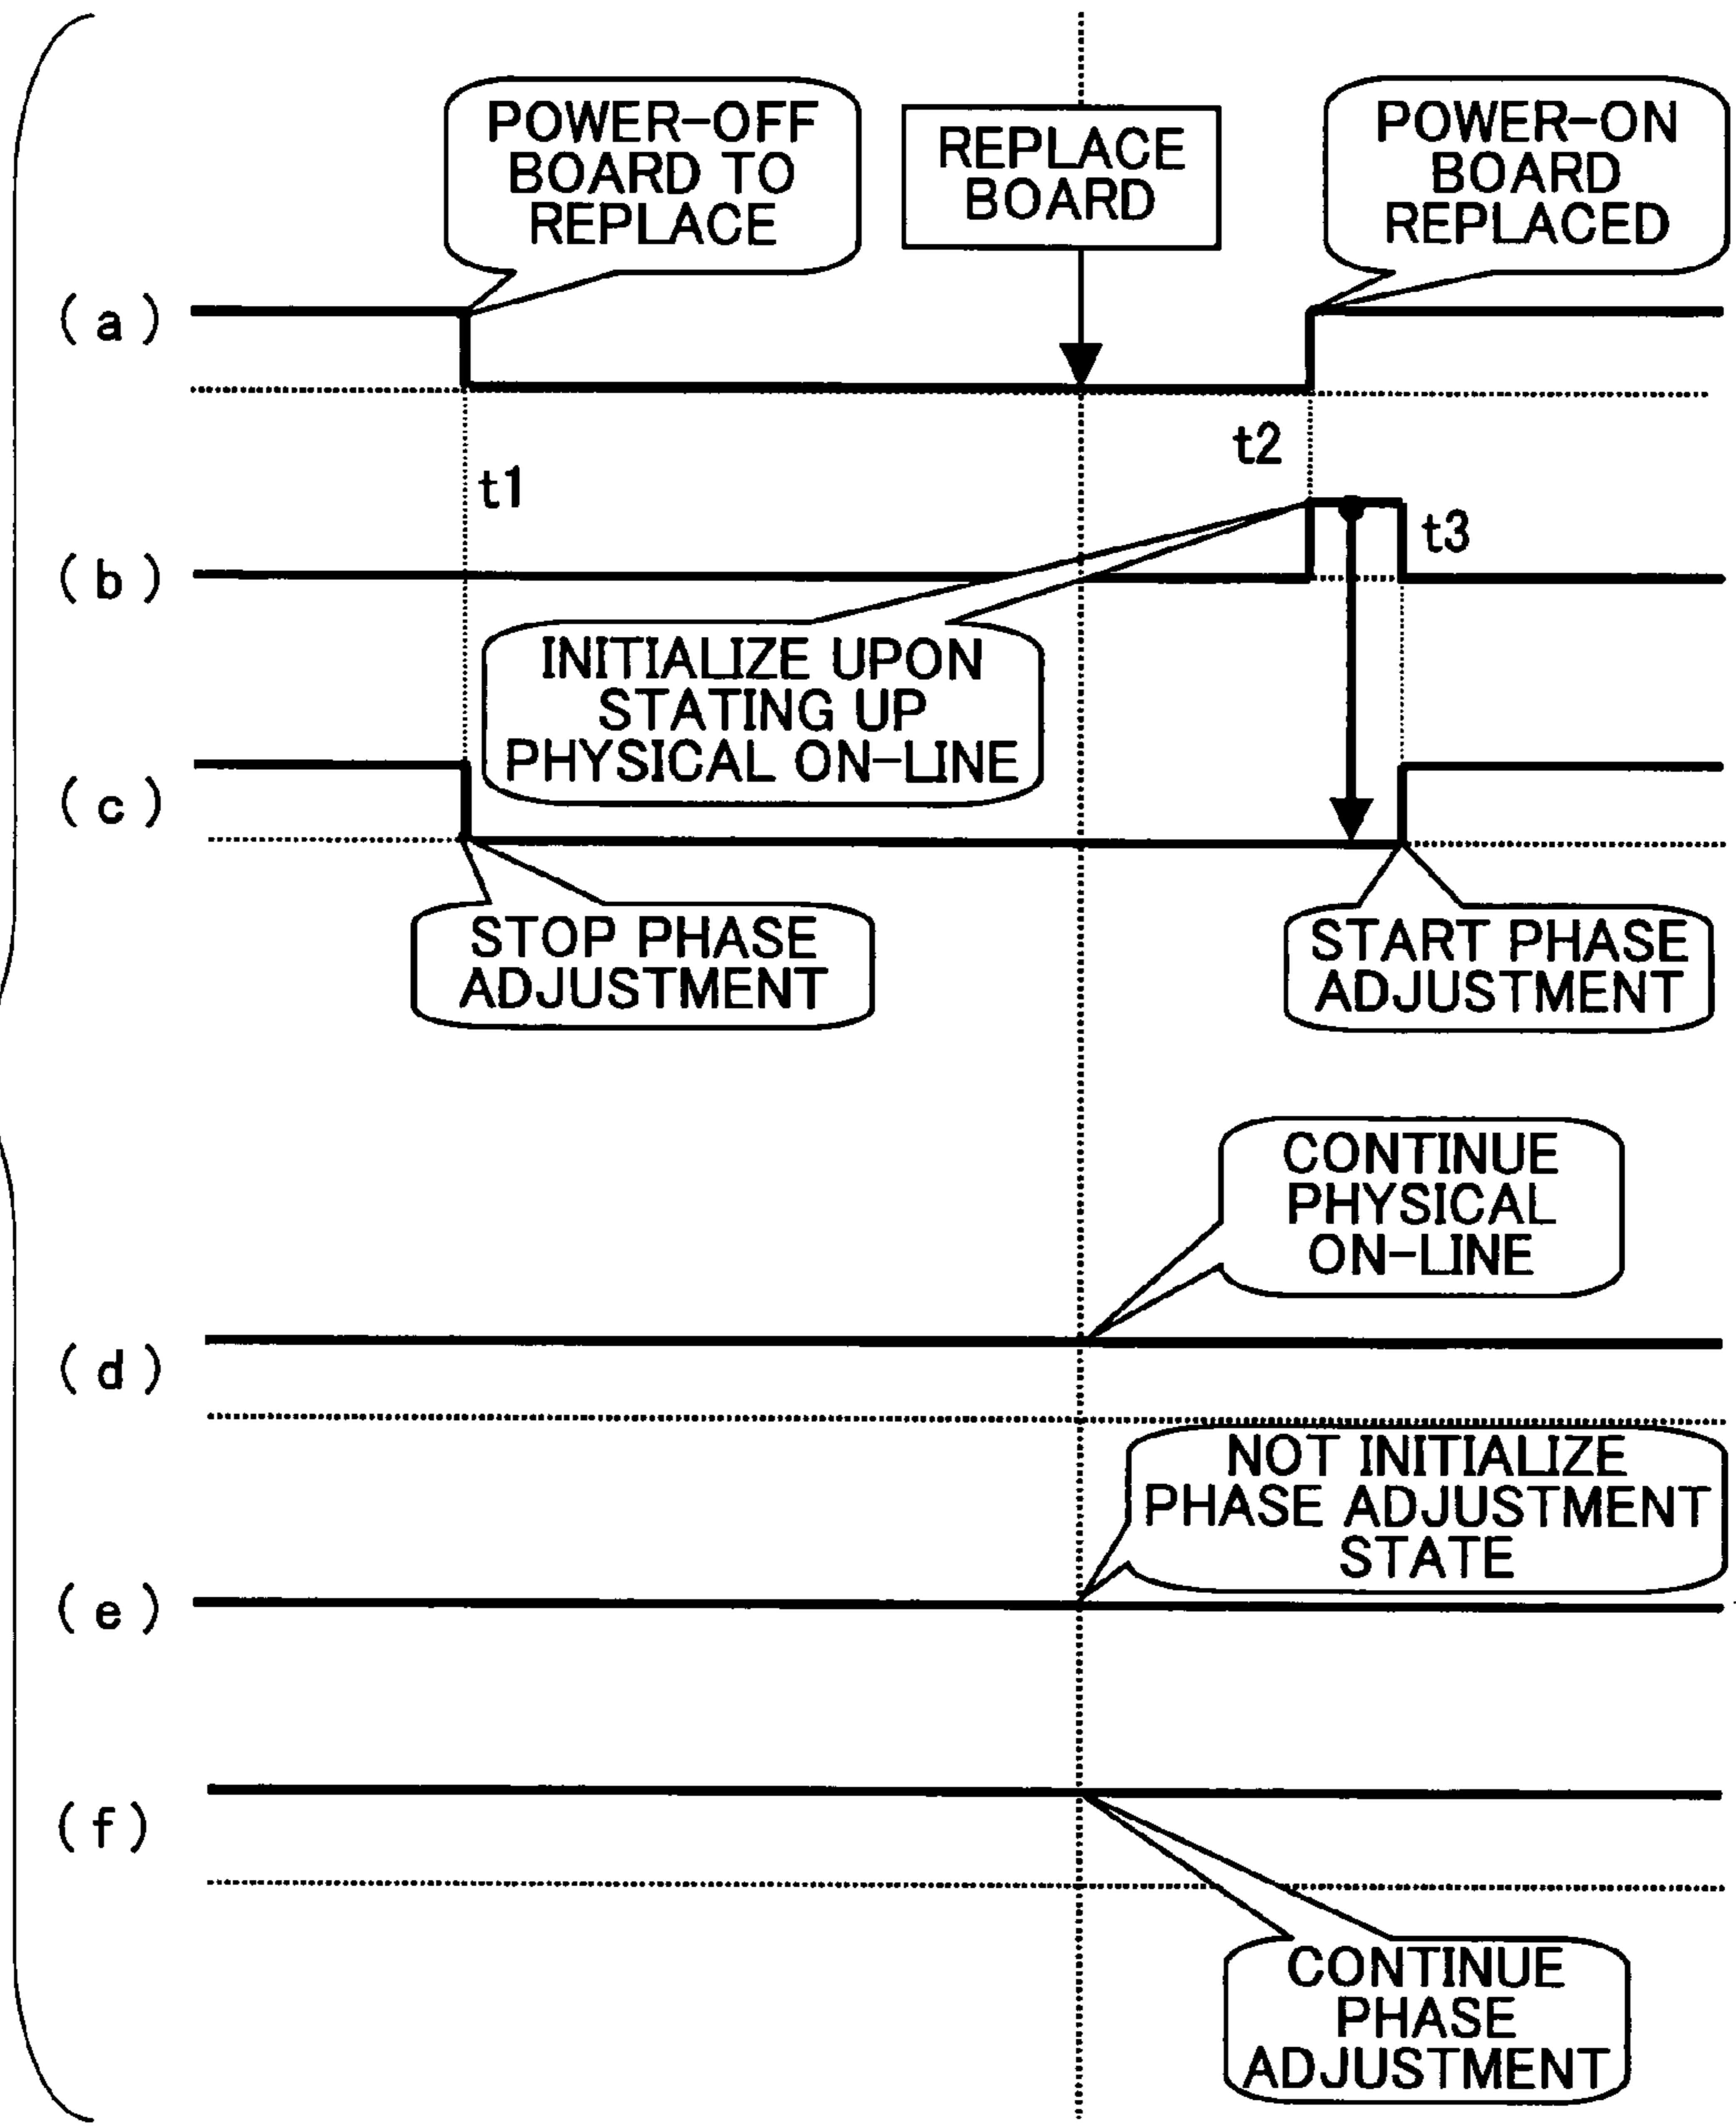 POWER-OFF
BOARD TO
REPLACE
REPLACE
BOARD
POWER-ON
BOARD
REPLACED
(a)
t1
t2
t3
(b)
INITIALIZE UPON
STATING UP
PHYSICAL ON-LINE
(c)
STOP PHASE
ADJUSTMENT
START PHASE
ADJUSTMENT
CONTINUE
PHYSICAL
ON-LINE
(d)
NOT INITIALIZE
PHASE ADJUSTMENT
STATE
(e)
(f)
CONTINUE
PHASE
ADJUSTMENT